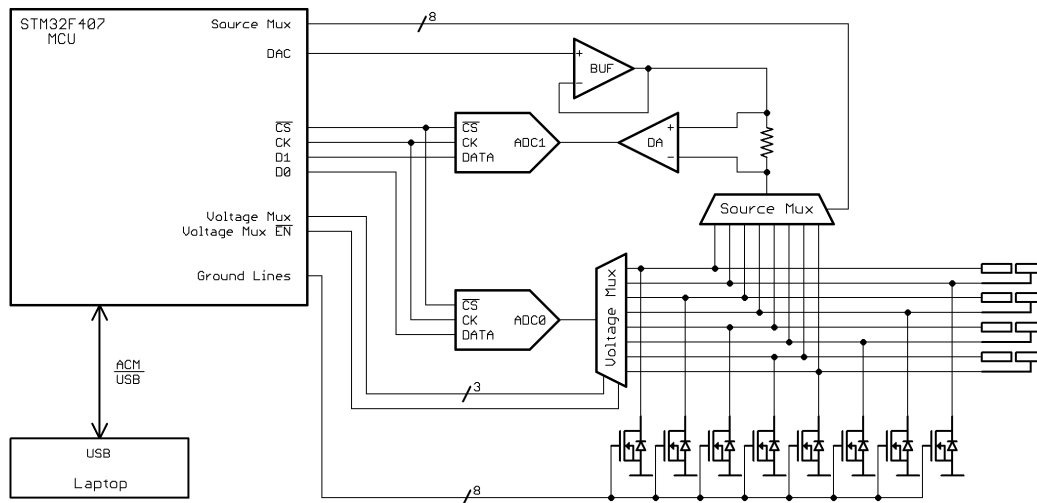 STM32F407
MCU
Source Mux
8
DAC
+
BUF
−
CS
CK
D1
D0
CS
CK
DATA
ADC1
+
DA
−
Source Mux
Voltage Mux
Voltage Mux EN
Ground Lines
CS
CK
DATA
ADC0
Voltage Mux
ACM
USB
3
USB
Laptop
8